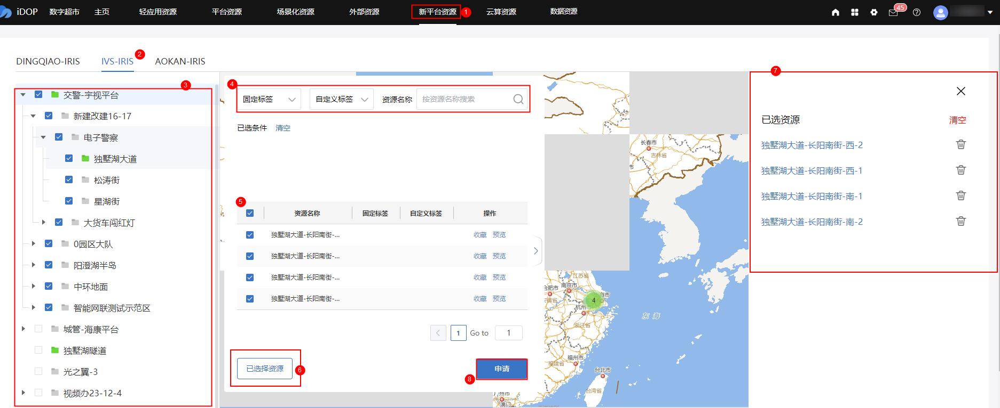 iDOP 数字超市 主页 轻应用资源 平台资源 场景化资源 外部资源 新平台资源 1 云算资源 数据资源 45
DINGQIAO-IRIS IVS-IRIS 2 AOKAN-IRIS
3
交警-宇视平台
新建改建16-17
电子警察
独墅湖大道
松涛街
星湖街
大货车闯红灯
0园区大队
阳澄湖半岛
中环地面
智能网联测试示范区
城管-海康平台
独墅湖隧道
光之翼-3
视频办23-12-4
4
固定标签 自定义标签 资源名称 按资源名称搜索
已选条件 清空
5
资源名称 固定标签 自定义标签 操作
独墅湖大道-长阳南街-... 收藏 预览
独墅湖大道-长阳南街-... 收藏 预览
独墅湖大道-长阳南街-... 收藏 预览
独墅湖大道-长阳南街-... 收藏 预览
1 Go to 1
已选择资源 6
8 申请
长春市
吉林省
市
江苏省
合肥市 南京市
海市
4
杭州市
浙江省
东海
福州市
福建省
台北市
台湾省
广州市
澳门
7
已选资源 清空
独墅湖大道-长阳南街-西-2
独墅湖大道-长阳南街-西-1
独墅湖大道-长阳南街-南-1
独墅湖大道-长阳南街-南-2